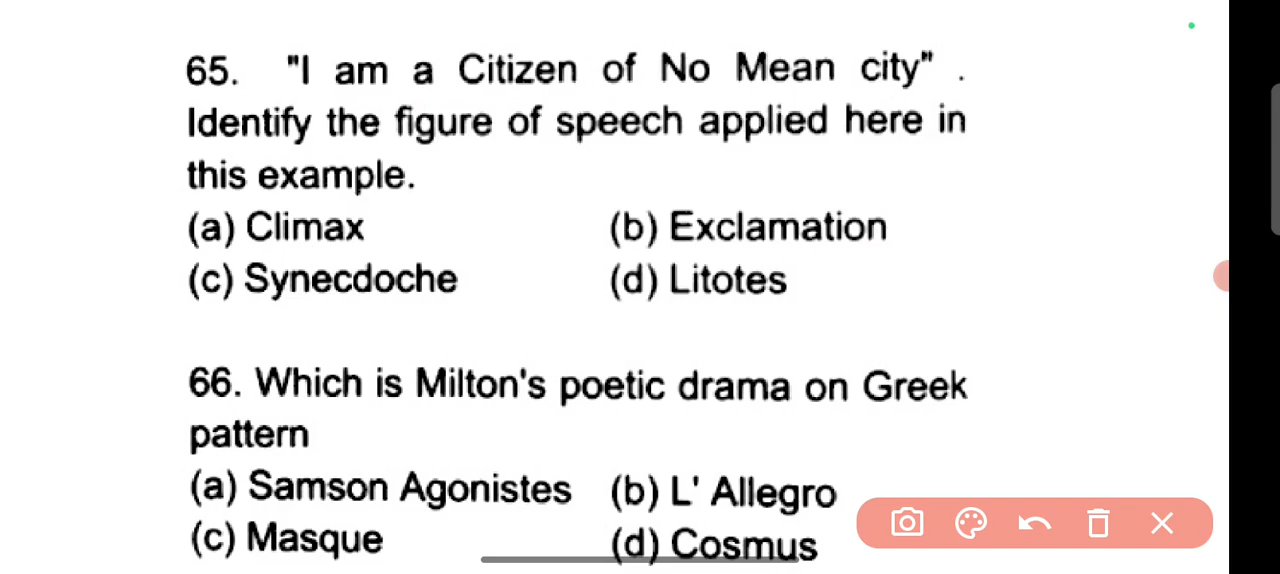 65. "I am a Citizen of No Mean city" .
Identify the figure of speech applied here in
this example.
(a) Climax (b) Exclamation
(c) Synecdoche (d) Litotes
66. Which is Milton's poetic drama on Greek
pattern
(a) Samson Agonistes (b) L' Allegro
(c) Masque (d) Cosmus